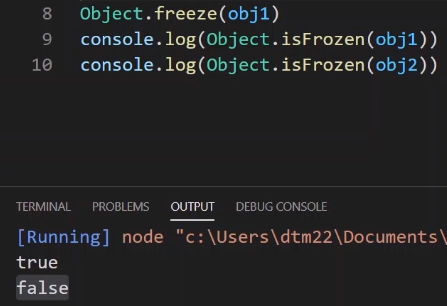 8 Object.freeze(obj1)
9 console.log(Object.isFrozen(obj1))
10 console.log(Object.isFrozen(obj2))
TERMINAL PROBLEMS OUTPUT DEBUG CONSOLE
[Running] node "c:\Users\dtm22\Documents\
true
false